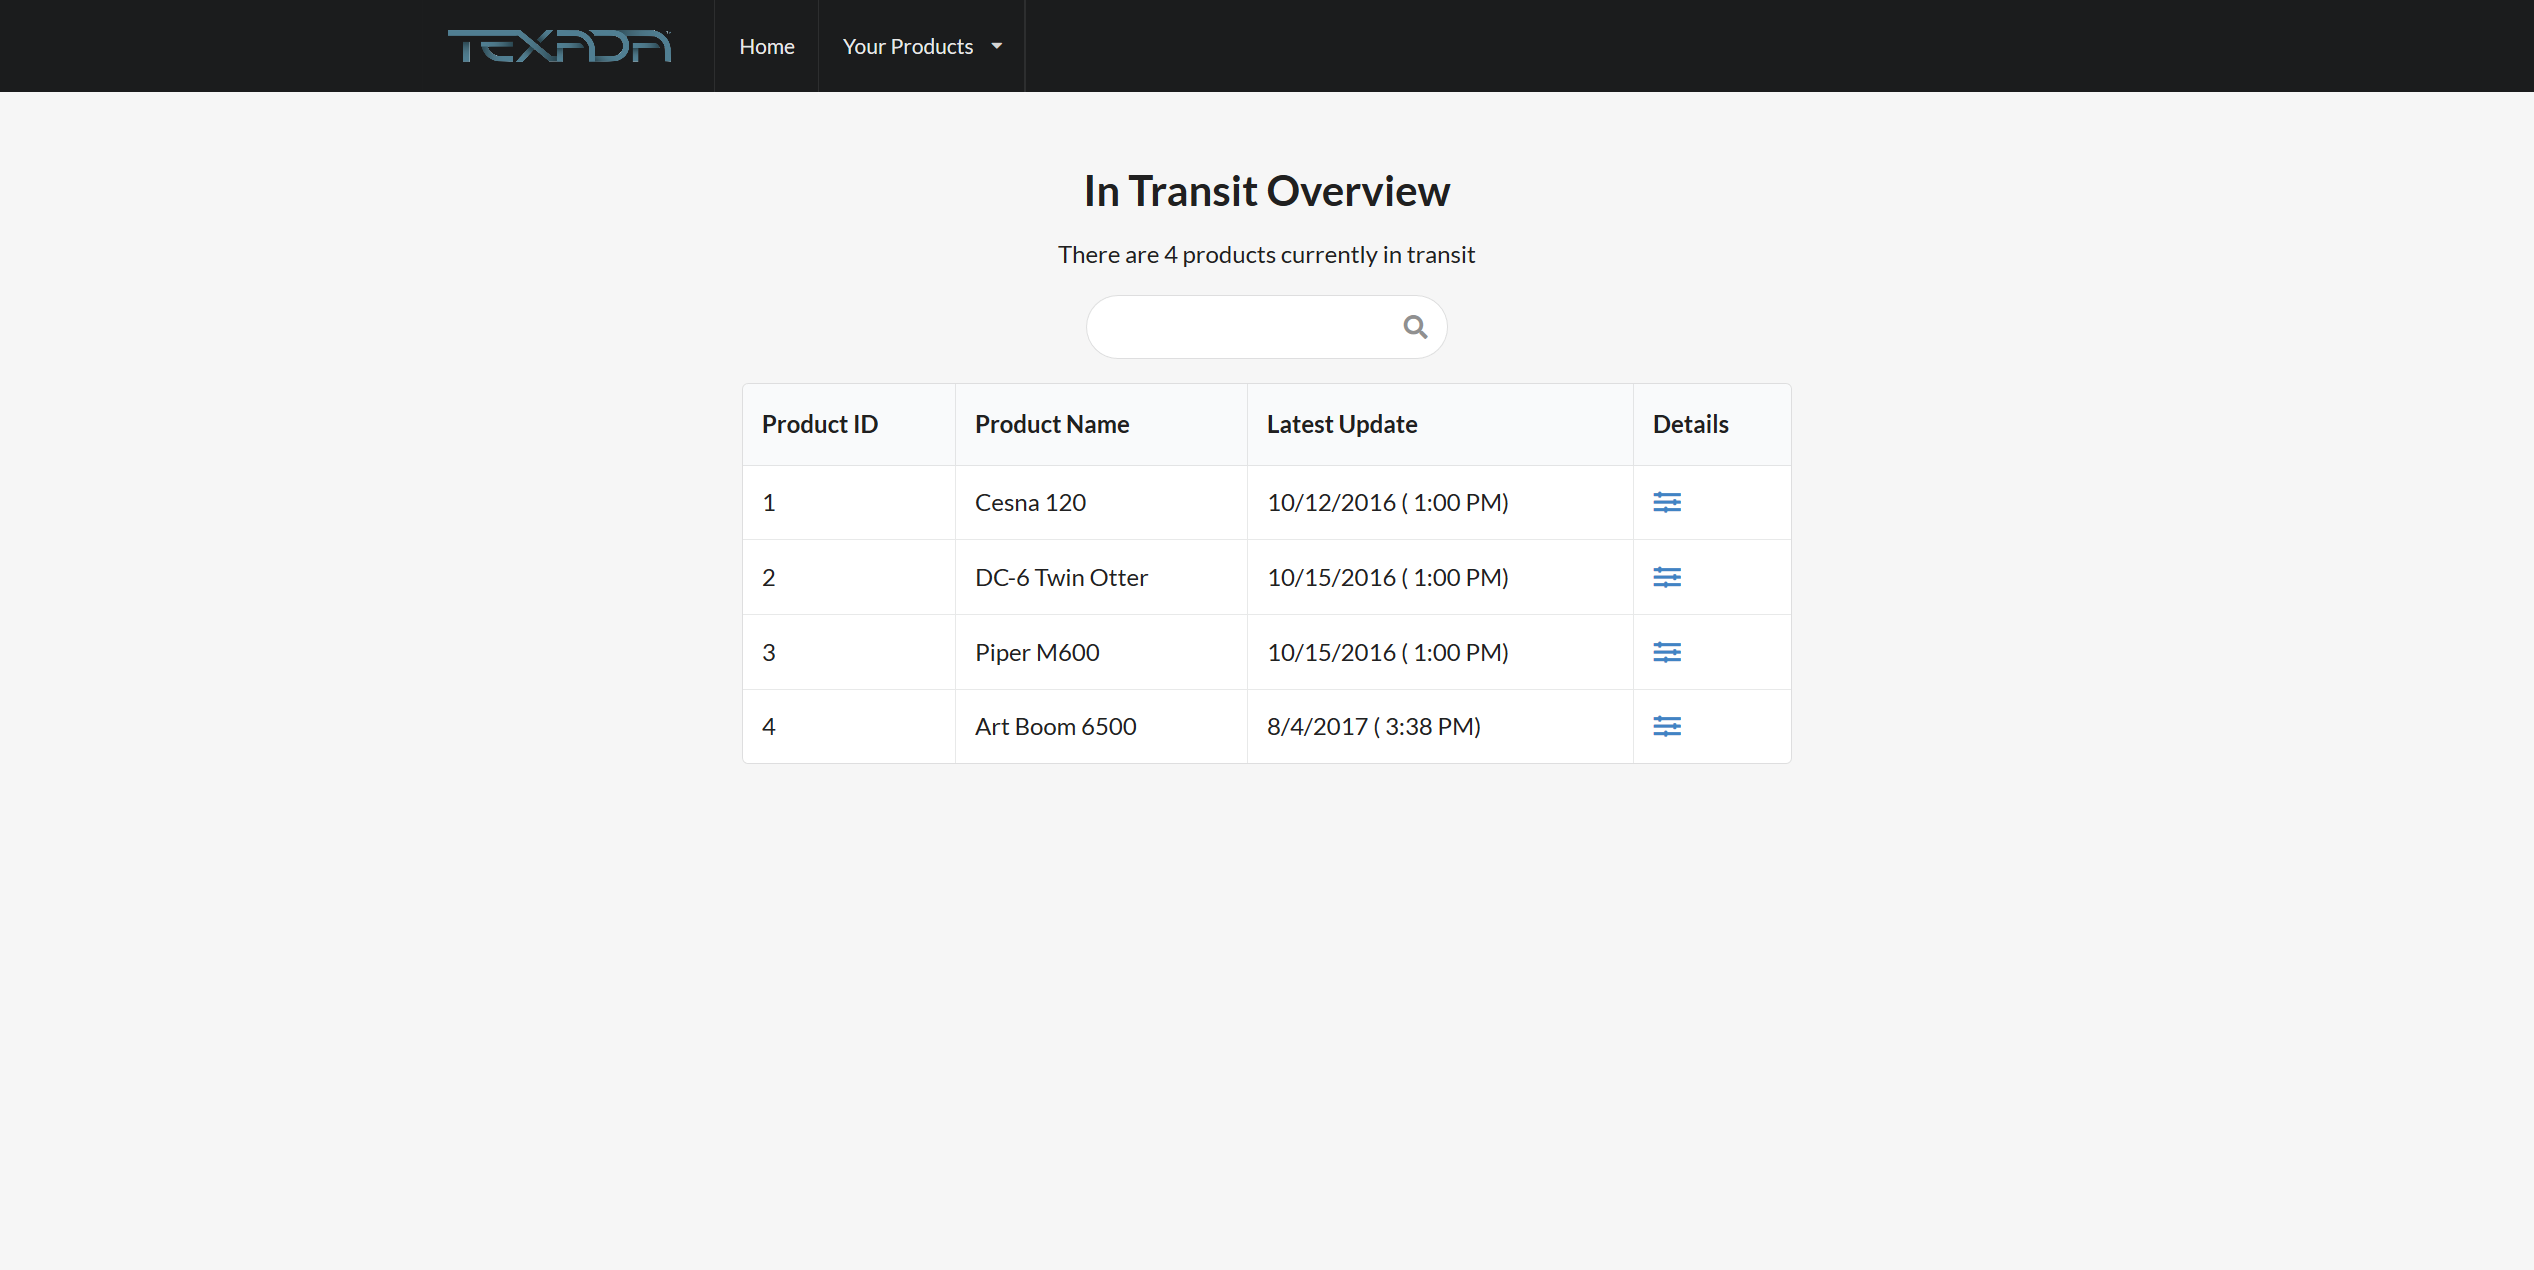 TEXADA
Home
Your Products
In Transit Overview
There are 4 products currently in transit
Product ID Product Name Latest Update Details
1 Cesna 120 10/12/2016 ( 1:00 PM)
2 DC-6 Twin Otter 10/15/2016 ( 1:00 PM)
3 Piper M600 10/15/2016 ( 1:00 PM)
4 Art Boom 6500 8/4/2017 ( 3:38 PM)